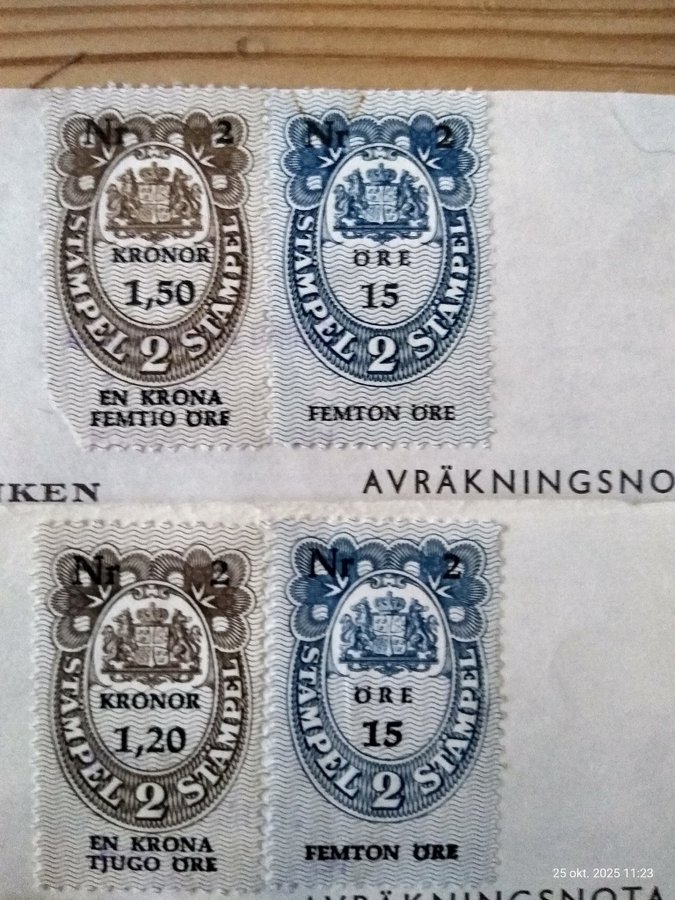 Nr 2
KRONOR
1,50
STÄMPEL 2 STÄMPEL
EN KRONA
FEMTIO ÖRE
Nr 2
ÖRE
15
STÄMPEL 2 STÄMPEL
FEMTON ÖRE
NKEN AVRÄKNINGSNO
Nr 2
KRONOR
1,20
STÄMPEL 2 STÄMPEL
EN KRONA
TJUGO ÖRE
Nr 2
ÖRE
15
STÄMPEL 2 STÄMPEL
FEMTON ÖRE
25 okt. 2025 11:23
AVRÄKNINGSNOTA